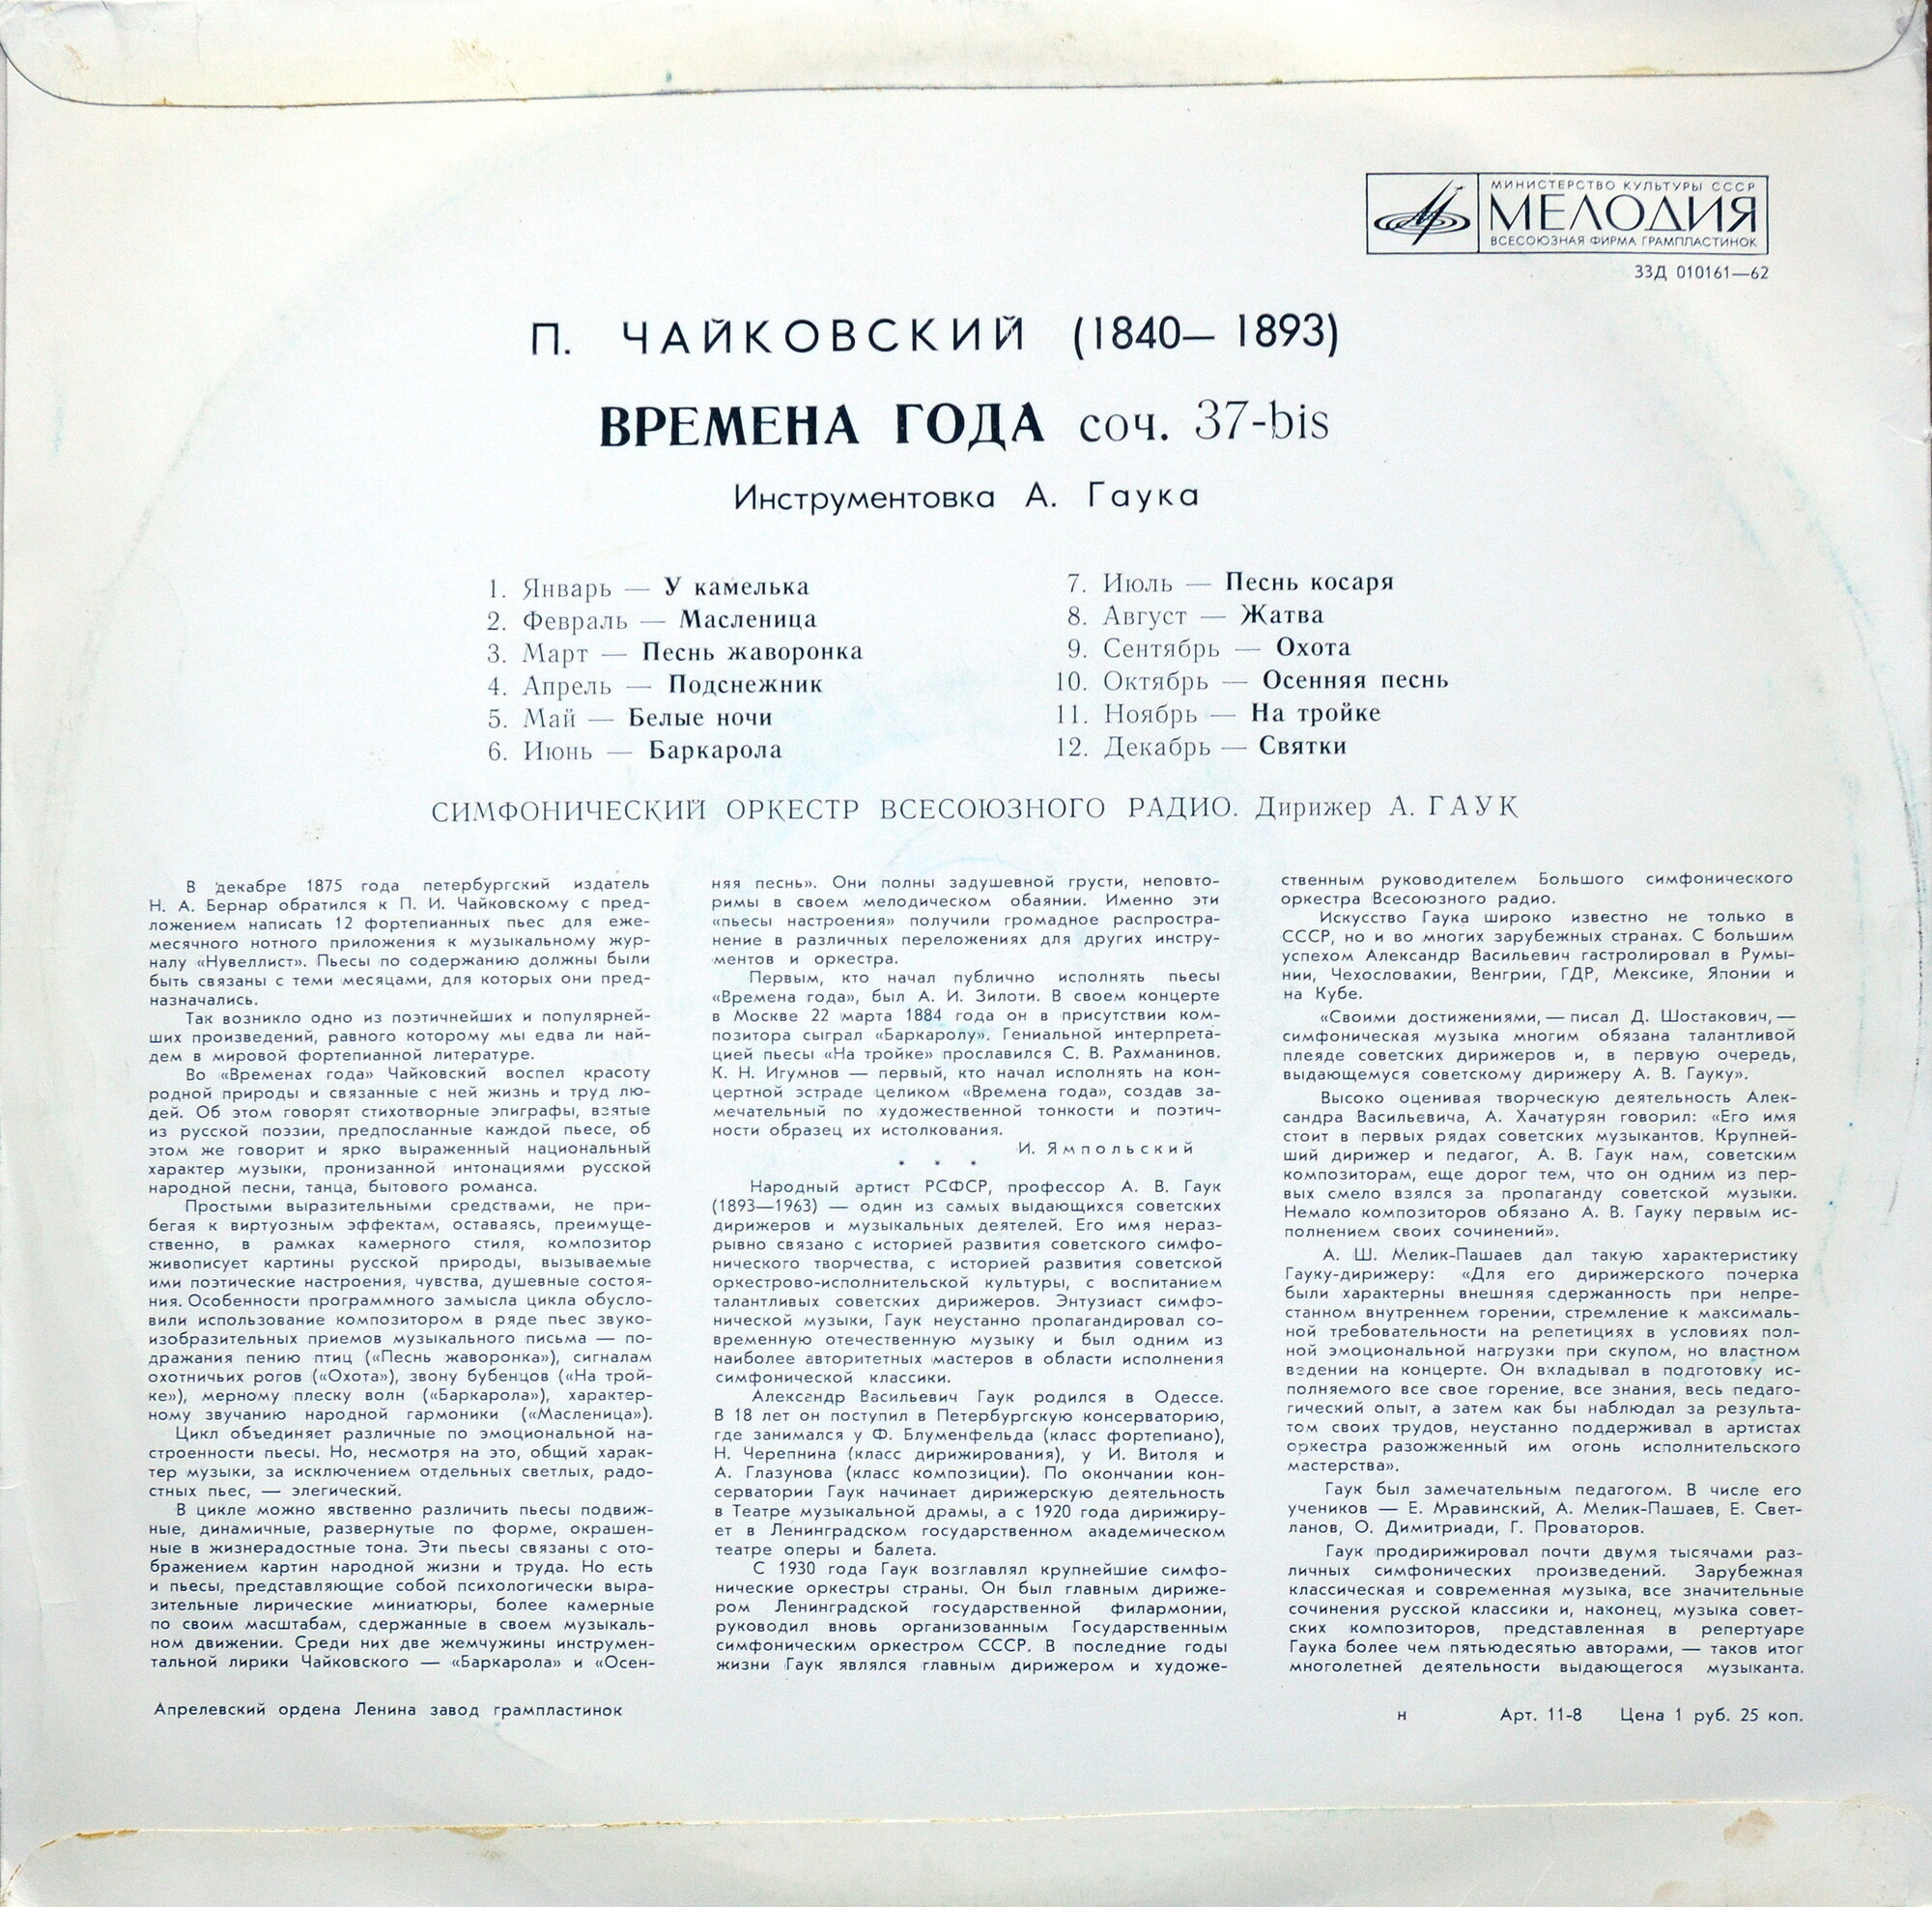 МИНИСТЕРСТВО КУЛЬТУРЫ СССР
МЕЛОДИЯ
ВСЕСОЮЗНАЯ ФИРМА ГРАМПЛАСТИНОК
33Д 010161—62
П. ЧАЙКОВСКИЙ (1840— 1893)
ВРЕМЕНА ГОДА соч. 37-bis
Инструментовка А. Гаука
1. Январь — У камелька
2. Февраль — Масленица
3. Март — Песнь жаворонка
4. Апрель — Подснежник
5. Май — Белые ночи
6. Июнь — Баркарола
7. Июль — Песнь косаря
8. Август — Жатва
9. Сентябрь — Охота
10. Октябрь — Осенняя песнь
11. Ноябрь — На тройке
12. Декабрь — Святки
СИМФОНИЧЕСКИЙ ОРКЕСТР ВСЕСОЮЗНОГО РАДИО. Дирижер А. ГАУК
В декабре 1875 года петербургский издатель
Н. А. Бернар обратился к П. И. Чайковскому с пред-
ложением написать 12 фортепианных пьес для еже-
месячного нотного приложения к музыкальному жур-
налу «Нувеллист». Пьесы по содержанию должны были
быть связаны с теми месяцами, для которых они пред-
назначались.
Так возникло одно из поэтичнейших и популярней-
ших произведений, равного которому мы едва ли най-
дем в мировой фортепианной литературе.
Во «Временах года» Чайковский воспел красоту
родной природы и связанные с ней жизнь и труд лю-
дей. Об этом говорят стихотворные эпиграфы, взятые
из русской поэзии, предпосланные каждой пьесе, об
этом же говорит и ярко выраженный национальный
характер музыки, пронизанной интонациями русской
народной песни, танца, бытового романса.
Простыми выразительными средствами, не при-
бегая к виртуозным эффектам, оставаясь, преимуще-
ственно, в рамках камерного стиля, композитор
живописует картины русской природы, вызываемые
ими поэтические настроения, чувства, душевные состоя-
ния. Особенности программного замысла цикла обусло-
вили использование композитором в ряде пьес звуко-
изобразительных приемов музыкального письма — по-
дражания пению птиц («Песнь жаворонка»), сигналам
охотничьих рогов («Охота»), звону бубенцов («На трой-
ке»), мерному плеску волн («Баркарола»), характер-
ному звучанию народной гармоники («Масленица»).
Цикл объединяет различные по эмоциональной на-
строенности пьесы. Но, несмотря на это, общий харак-
тер музыки, за исключением отдельных светлых, радо-
стных пьес, — элегический.
В цикле можно явственно различить пьесы подвиж-
ные, динамичные, развернутые по форме, окрашен-
ные в жизнерадостные тона. Эти пьесы связаны с ото-
бражением картин народной жизни и труда. Но есть
и пьесы, представляющие собой психологически выра-
зительные лирические миниатюры, более камерные
по своим масштабам, сдержанные в своем музыкаль-
ном движении. Среди них две жемчужины инструмен-
тальной лирики Чайковского — «Баркарола» и «Осен-
няя песнь». Они полны задушевной грусти, неповто-
римы в своем мелодическом обаянии. Именно эти
«пьесы настроения» получили громадное распростра-
нение в различных переложениях для других инстру-
ментов и оркестра.
Первым, кто начал публично исполнять пьесы
«Времена года», был А. И. Зилоти. В своем концерте
в Москве 22 марта 1884 года он в присутствии ком-
позитора сыграл «Баркаролу». Гениальной интерпрета-
цией пьесы «На тройке» прославился С. В. Рахманинов.
К. Н. Игумнов — первый, кто начал исполнять на кон-
цертной эстраде целиком «Времена года», создав за-
мечательный по художественной тонкости и поэтич-
ности образец их истолкования.
И. Ямпольский
* * *
Народный артист РСФСР, профессор А. В. Гаук
(1893—1963) — один из самых выдающихся советских
дирижеров и музыкальных деятелей. Его имя нераз-
рывно связано с историей развития советского симфо-
нического творчества, с историей развития советской
оркестрово-исполнительской культуры, с воспитанием
талантливых советских дирижеров. Энтузиаст симфо-
нической музыки, Гаук неустанно пропагандировал со-
временную отечественную музыку и был одним из
наиболее авторитетных мастеров в области исполнения
симфонической классики.
Александр Васильевич Гаук родился в Одессе.
В 18 лет он поступил в Петербургскую консерваторию,
где занимался у Ф. Блуменфельда (класс фортепиано),
Н. Черепнина (класс дирижирования), у И. Витоля и
А. Глазунова (класс композиции). По окончании кон-
серватории Гаук начинает дирижерскую деятельность
в Театре музыкальной драмы, а с 1920 года дирижиру-
ет в Ленинградском государственном академическом
театре оперы и балета.
С 1930 года Гаук возглавлял крупнейшие симфо-
нические оркестры страны. Он был главным дириже-
ром Ленинградской государственной филармонии,
руководил вновь организованным Государственным
симфоническим оркестром СССР. В последние годы
жизни Гаук являлся главным дирижером и художе-
ственным руководителем Большого симфонического
оркестра Всесоюзного радио.
Искусство Гаука широко известно не только в
СССР, но и во многих зарубежных странах. С большим
успехом Александр Васильевич гастролировал в Румы-
нии, Чехословакии, Венгрии, ГДР, Мексике, Японии и
на Кубе.
«Своими достижениями, — писал Д. Шостакович, —
симфоническая музыка многим обязана талантливой
плеяде советских дирижеров и, в первую очередь,
выдающемуся советскому дирижеру А. В. Гауку».
Высоко оценивая творческую деятельность Алек-
сандра Васильевича, А. Хачатурян говорил: «Его имя
стоит в первых рядах советских музыкантов. Крупней-
ший дирижер и педагог, А. В. Гаук нам, советским
композиторам, еще дорог тем, что он одним из пер-
вых смело взялся за пропаганду советской музыки.
Немало композиторов обязано А. В. Гауку первым ис-
полнением своих сочинений».
А. Ш. Мелик-Пашаев дал такую характеристику
Гауку-дирижеру: «Для его дирижерского почерка
были характерны внешняя сдержанность при непре-
станном внутреннем горении, стремление к максималь-
ной требовательности на репетициях в условиях пол-
ной эмоциональной нагрузки при скупом, но властном
ведении на концерте. Он вкладывал в подготовку ис-
полняемого все свое горение, все знания, весь педаго-
гический опыт, а затем как бы наблюдал за результа-
том своих трудов, неустанно поддерживал в артистах
оркестра разожженный им огонь исполнительского
мастерства».
Гаук был замечательным педагогом. В числе его
учеников — Е. Мравинский, А. Мелик-Пашаев, Е. Свет-
ланов, О. Димитриади, Г. Проваторов.
Гаук продирижировал почти двумя тысячами раз-
личных симфонических произведений. Зарубежная
классическая и современная музыка, все значительные
сочинения русской классики и, наконец, музыка совет-
ских композиторов, представленная в репертуаре
Гаука более чем пятьюдесятью авторами, — таков итог
многолетней деятельности выдающегося музыканта.
Апрелевский ордена Ленина завод грампластинок
н Арт. 11-8 Цена 1 руб. 25 коп.